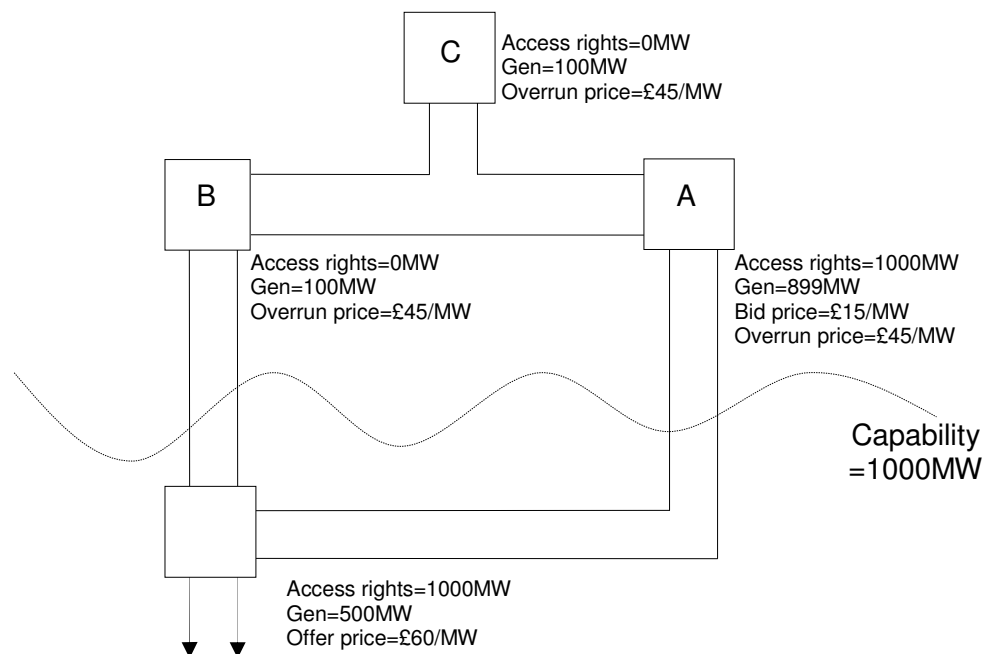 C
Access rights=0MW
Gen=100MW
Overrun price=£45/MW
B
A
Access rights=0MW
Gen=100MW
Overrun price=£45/MW
Access rights=1000MW
Gen=899MW
Bid price=£15/MW
Overrun price=£45/MW
Capability
=1000MW
Access rights=1000MW
Gen=500MW
Offer price=£60/MW